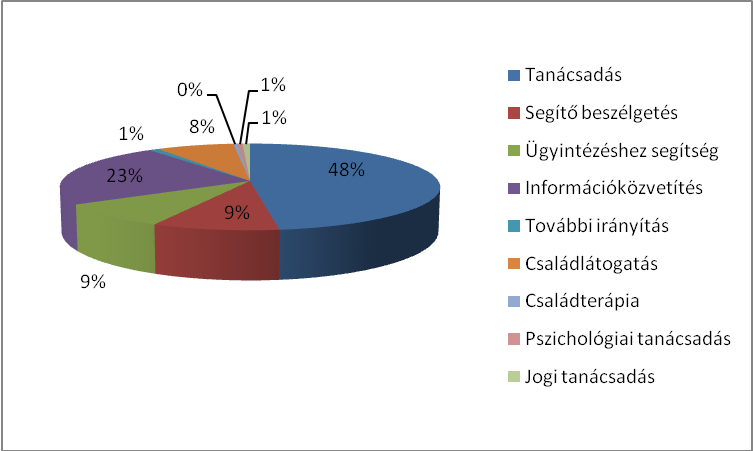 0%
1%
1%
1%
8%
48%
23%
9%
9%
Tanácsadás
Segítő beszélgetés
Ügyintézéshez segítség
Információközvetítés
További irányítás
Családlátogatás
Családterápia
Pszichológiai tanácsadás
Jogi tanácsadás